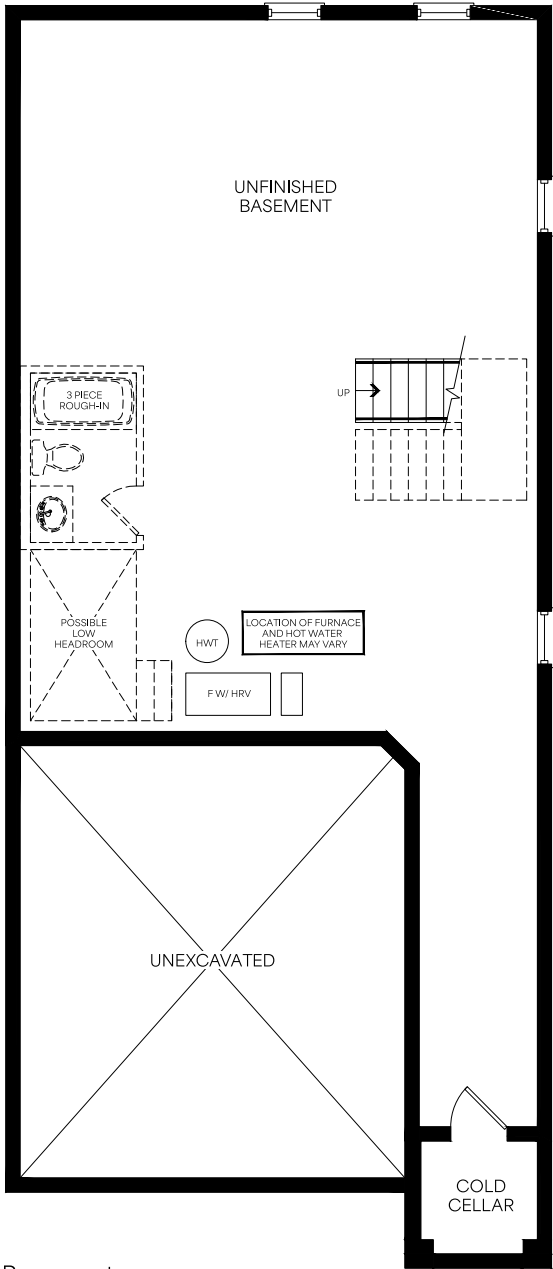 UNFINISHED
BASEMENT
UP
3 PIECE
ROUGH-IN
POSSIBLE
LOW
HEADROOM
HWT
LOCATION OF FURNACE
AND HOT WATER
HEATER MAY VARY
F W/ HRV
UNEXCAVATED
COLD
CELLAR